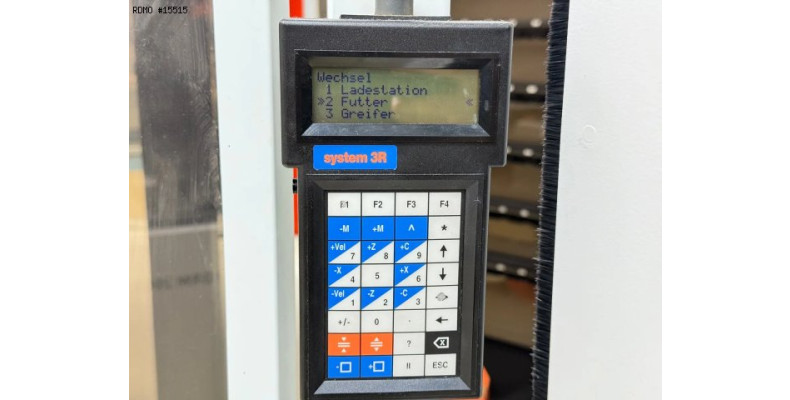 RDMO #15515
Wechsel
1 Ladestation
»2 Futter «
3 Greifer
system 3R
F1 F2 F3 F4
-M +M ^ *
+Vel 7 +Z 8 +C 9 ↑
-X 4 5 +X 6 ↓
-Vel 1 -Z 2 -C 3
+/- 0 . ←
?
- + II ESC